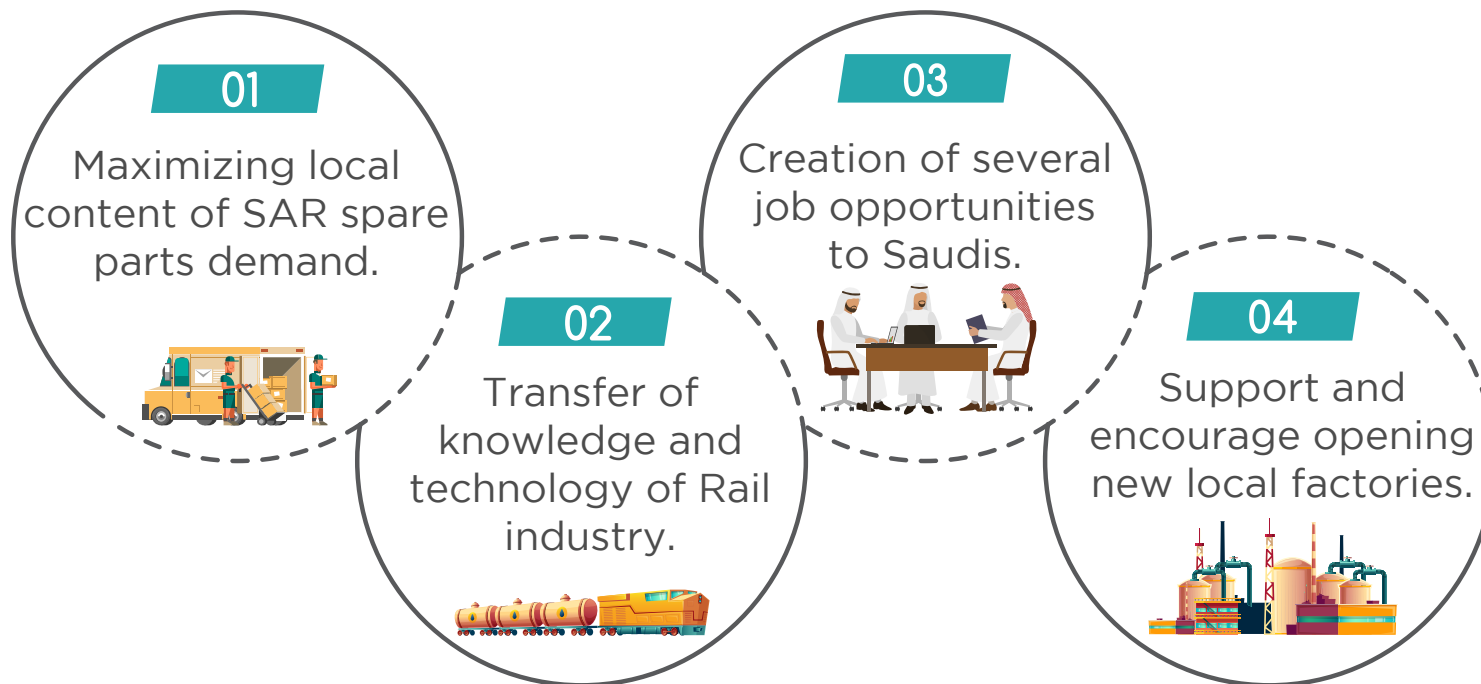 01
Maximizing local
content of SAR spare
parts demand.
02
Transfer of
knowledge and
technology of Rail
industry.
03
Creation of several
job opportunities
to Saudis.
04
Support and
encourage opening
new local factories.